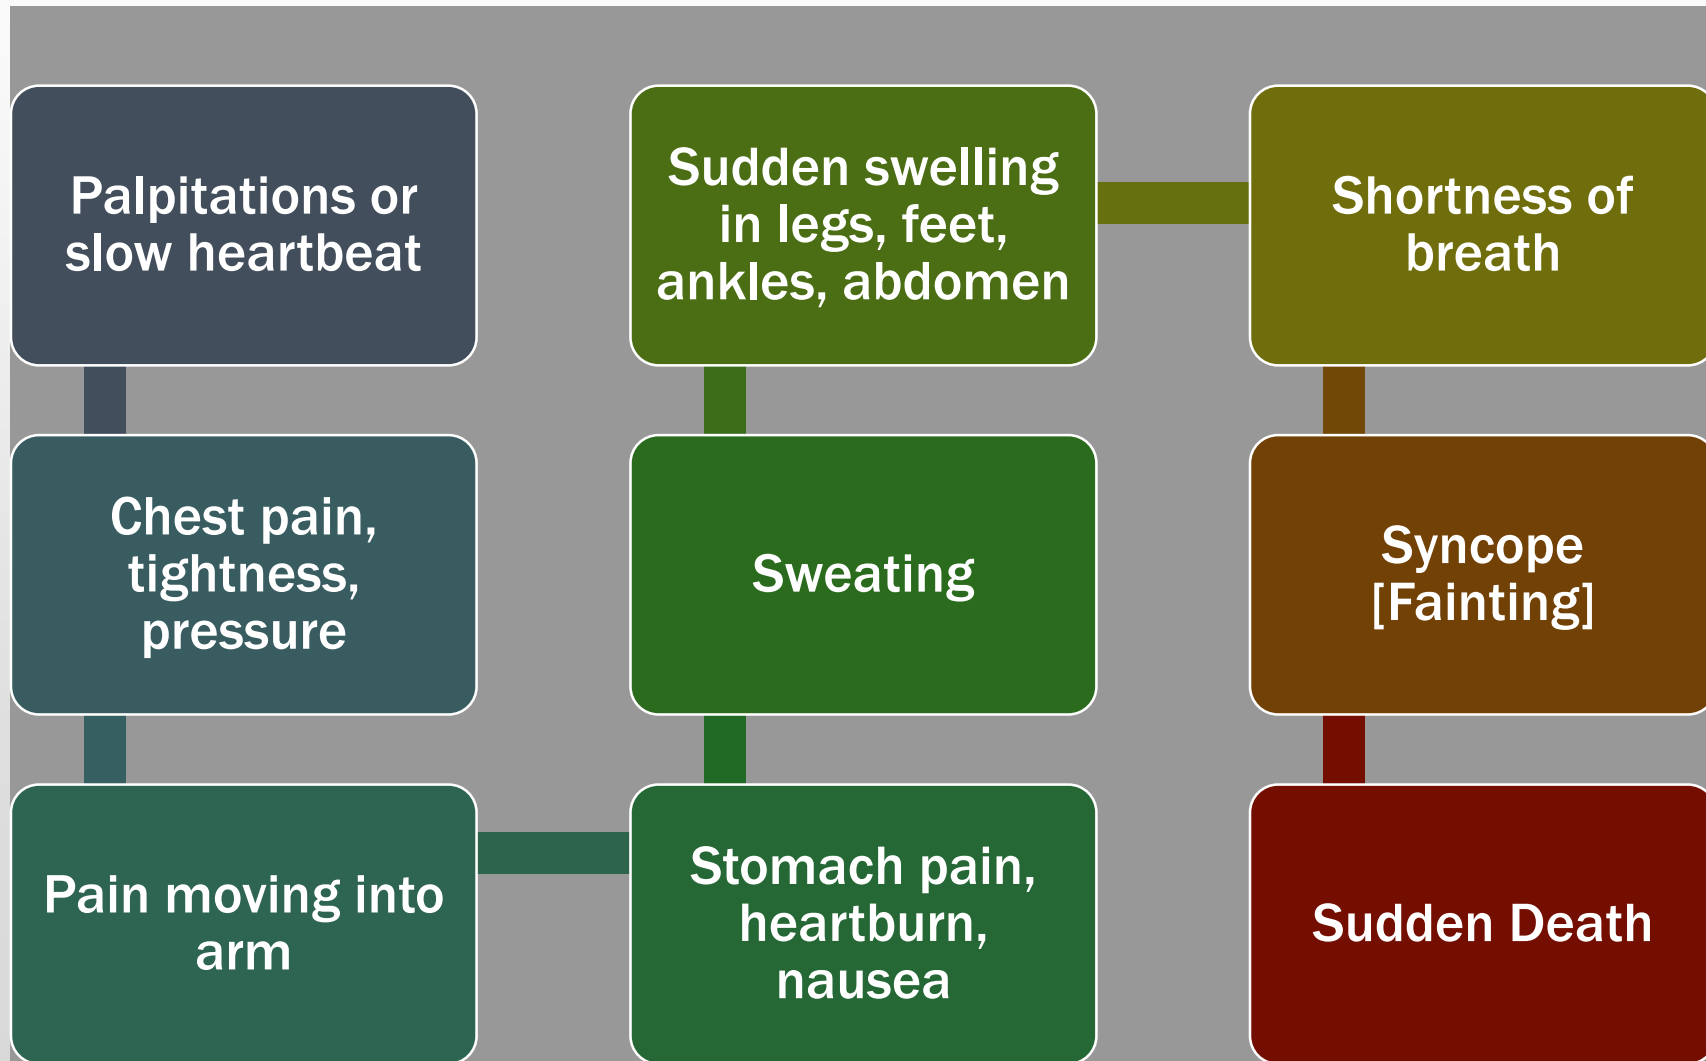 Palpitations or
slow heartbeat
Chest pain,
tightness,
pressure
Pain moving into
arm
Stomach pain,
heartburn,
nausea
Sweating
Sudden swelling
in legs, feet,
ankles, abdomen
Shortness of
breath
Syncope
[Fainting]
Sudden Death